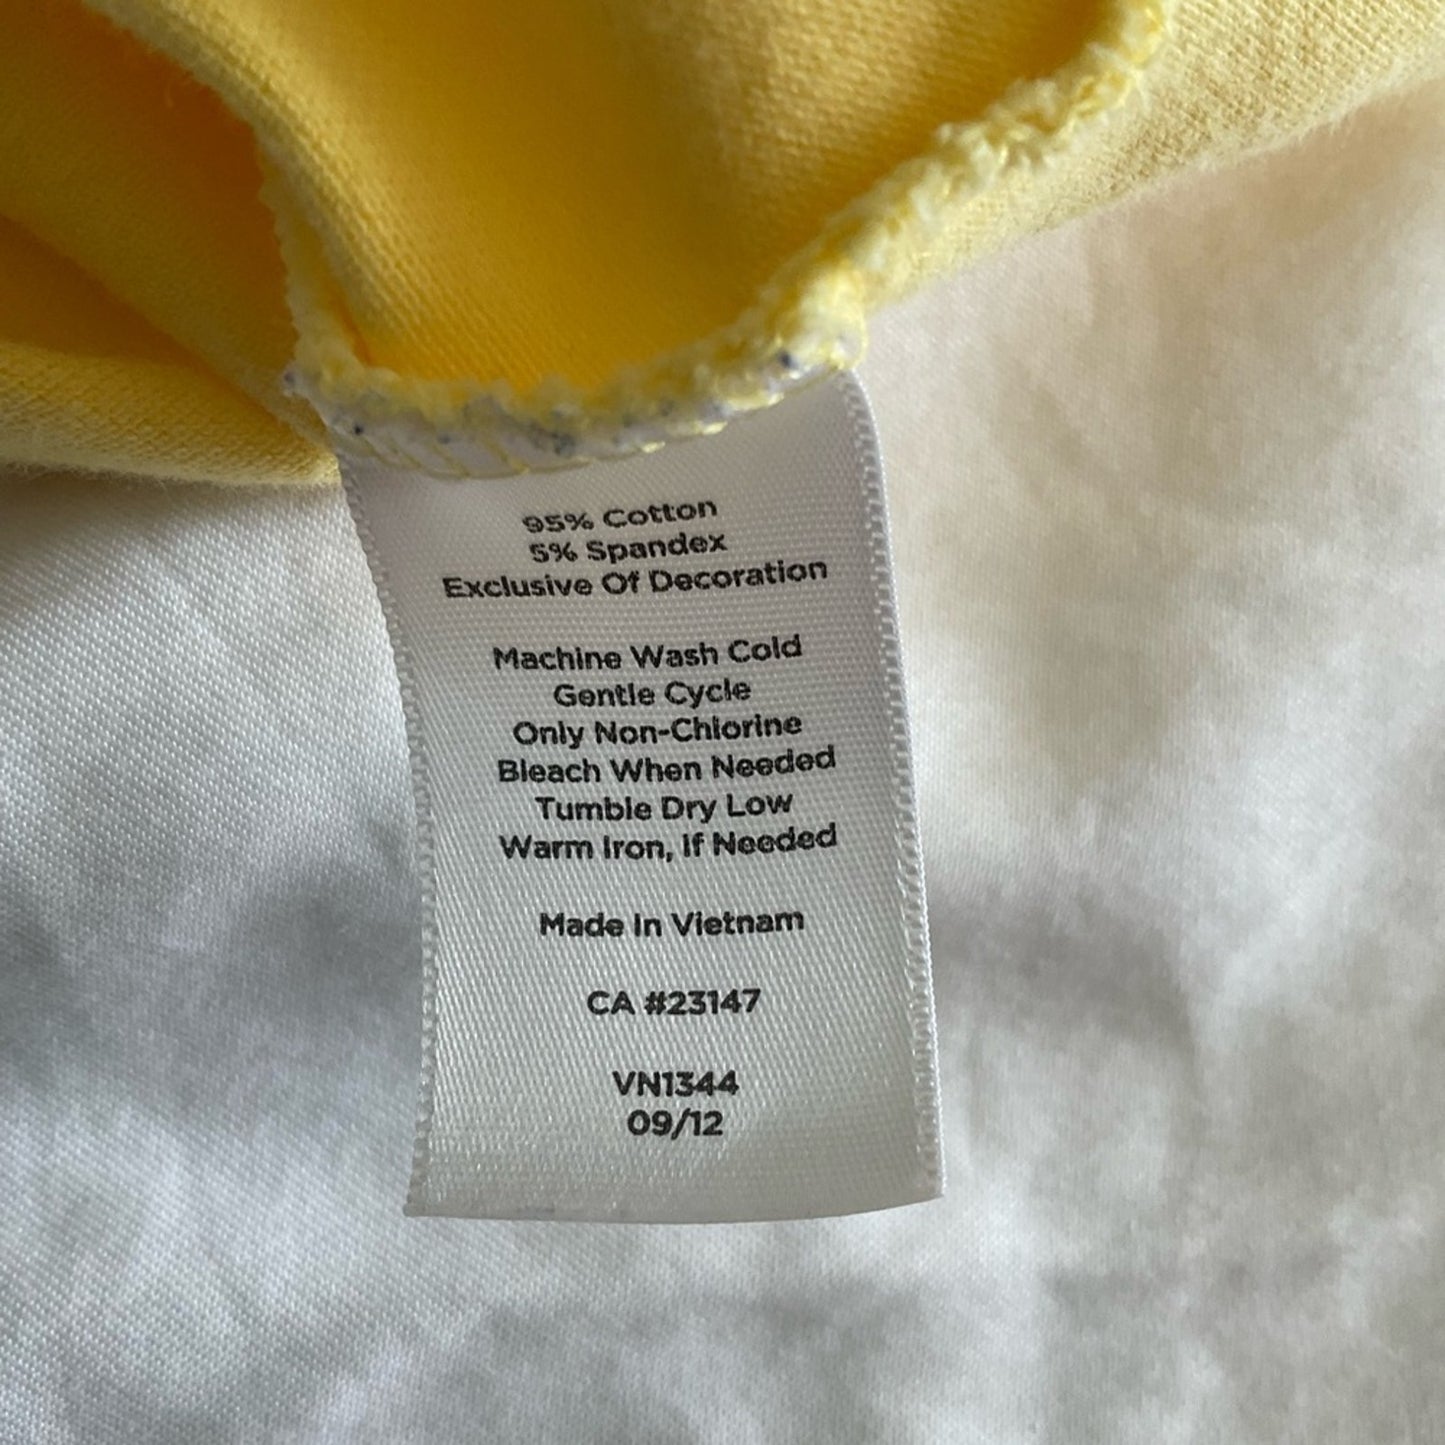 95% Cotton
5% Spandex
Exclusive Of Decoration
Machine Wash Cold
Gentle Cycle
Only Non-Chlorine
Bleach When Needed
Tumble Dry Low
Warm Iron, If Needed
Made In Vietnam
CA #23147
VN1344
09/12